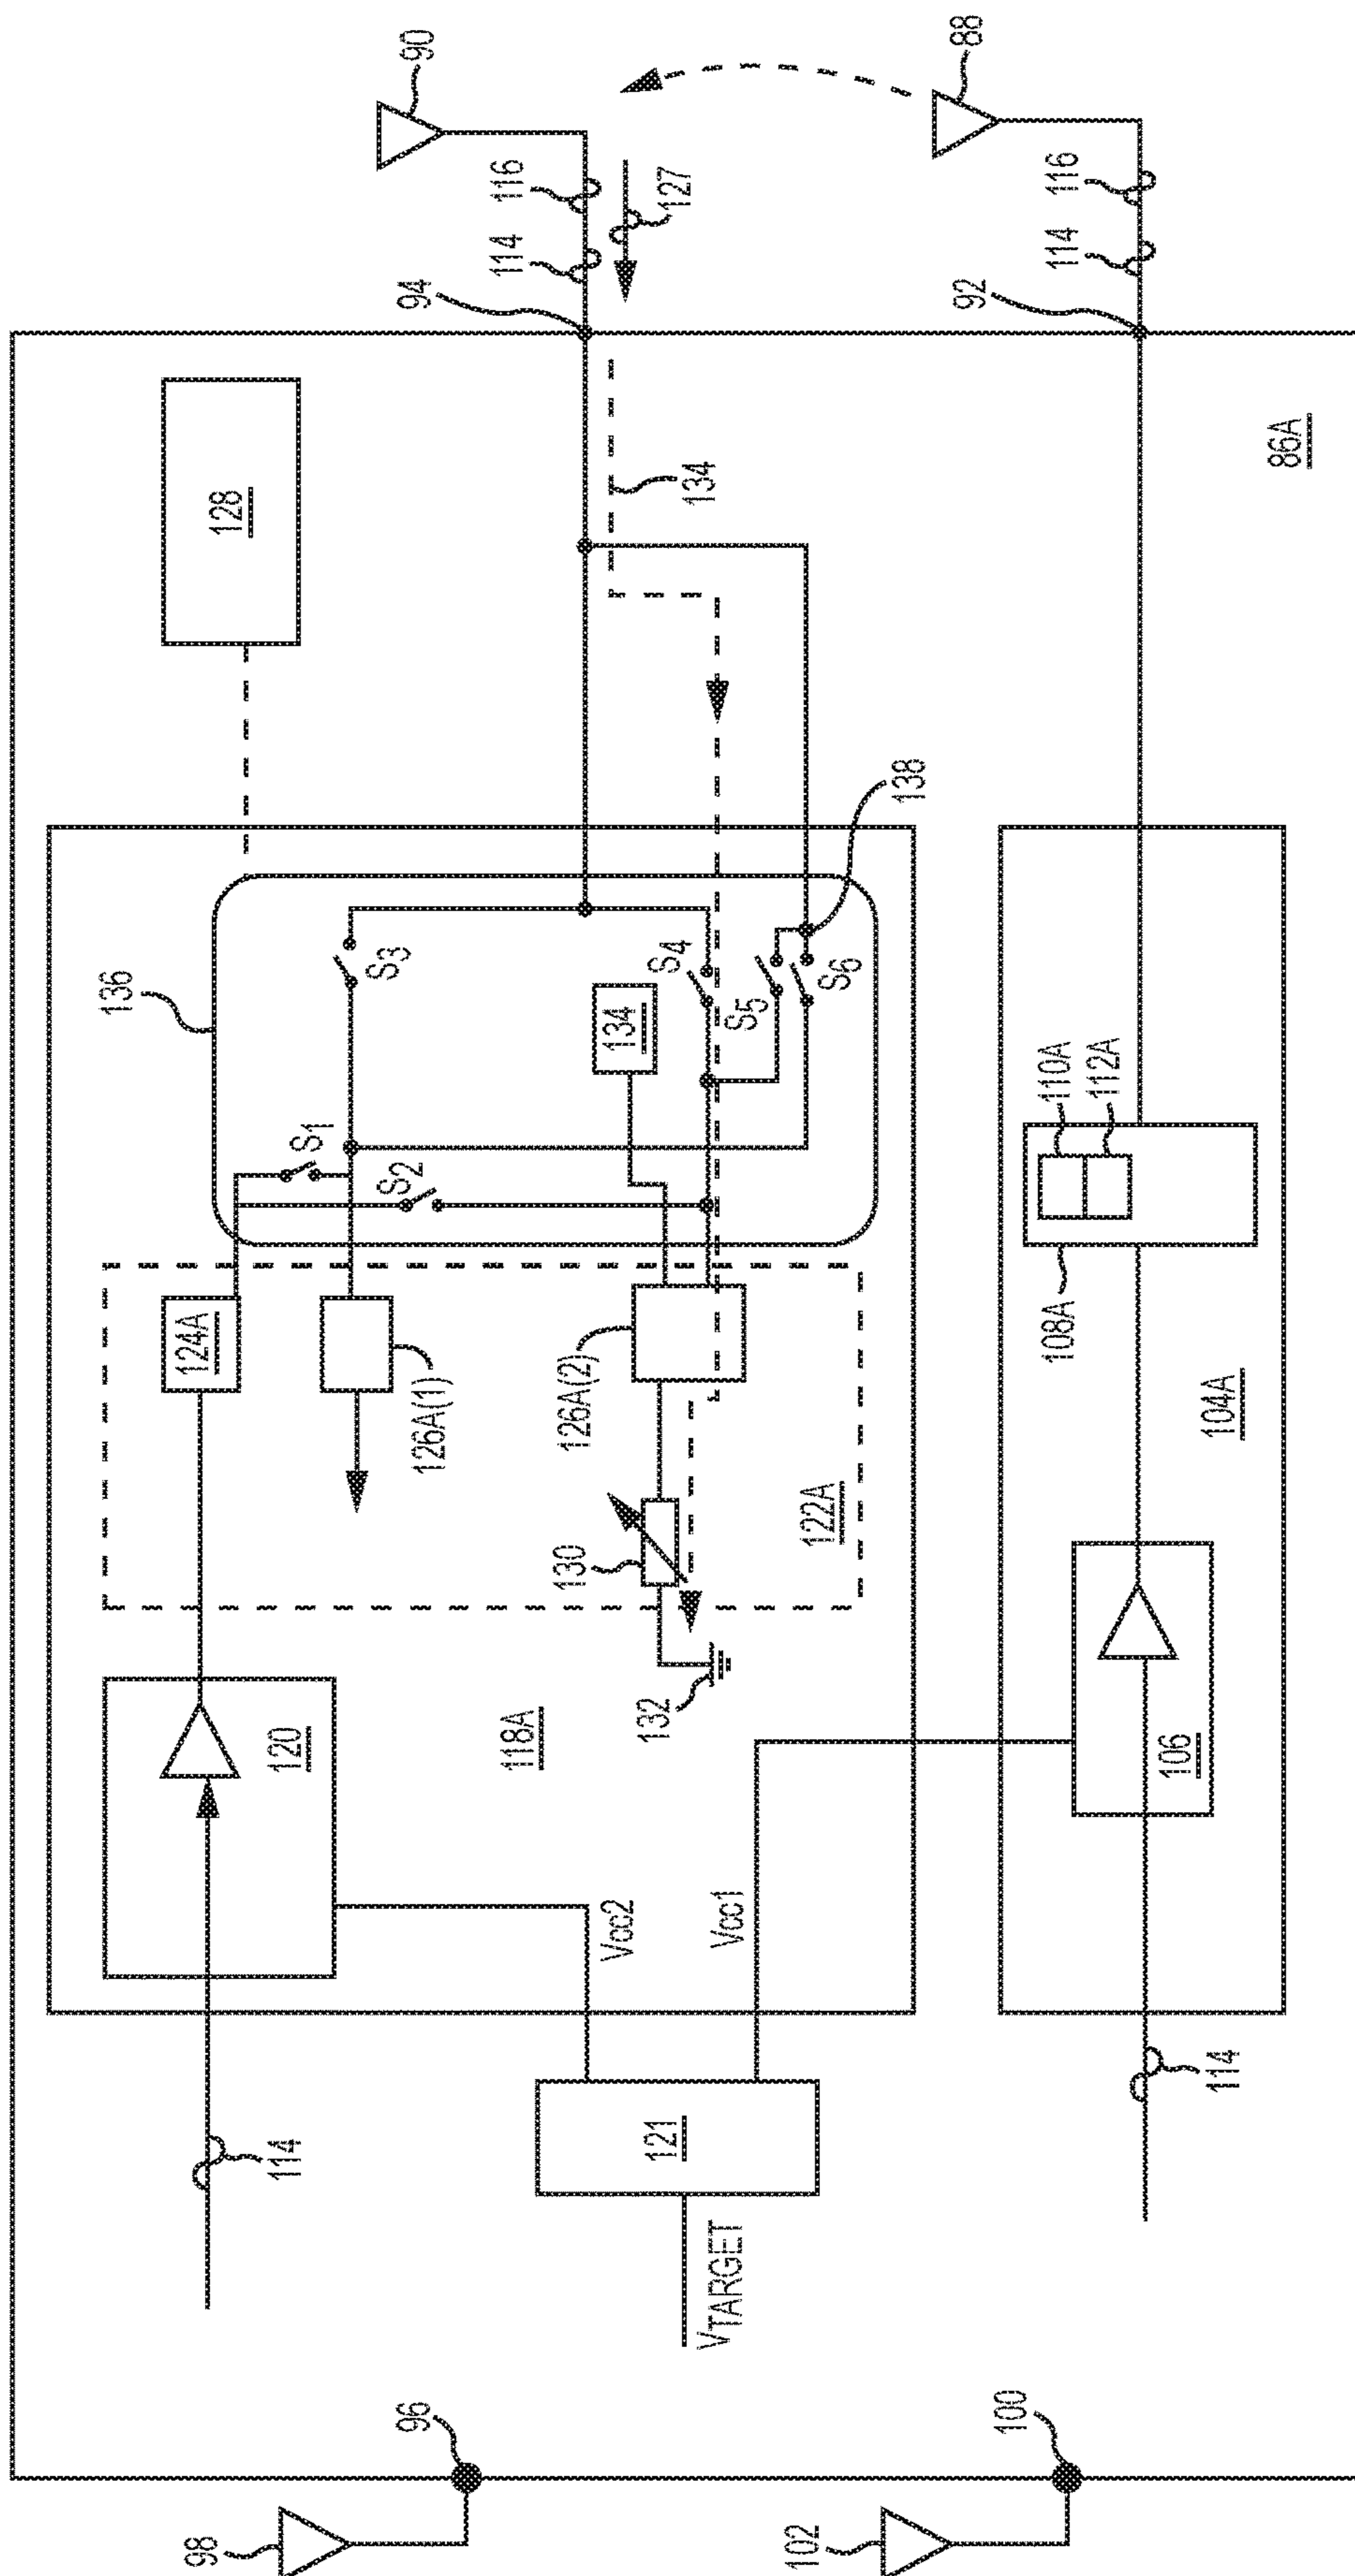 98
96
102
100
114
VTARGET
121
114
Vcc2
Vcc1
120
118A
132
106
104A
130
122A
124A
126A(1)
126A(2)
108A
110A
112A
136
S1
S2
S3
134
S4
S5
S6
138
128
134
86A
94
92
114
116
127
114
116
90
88